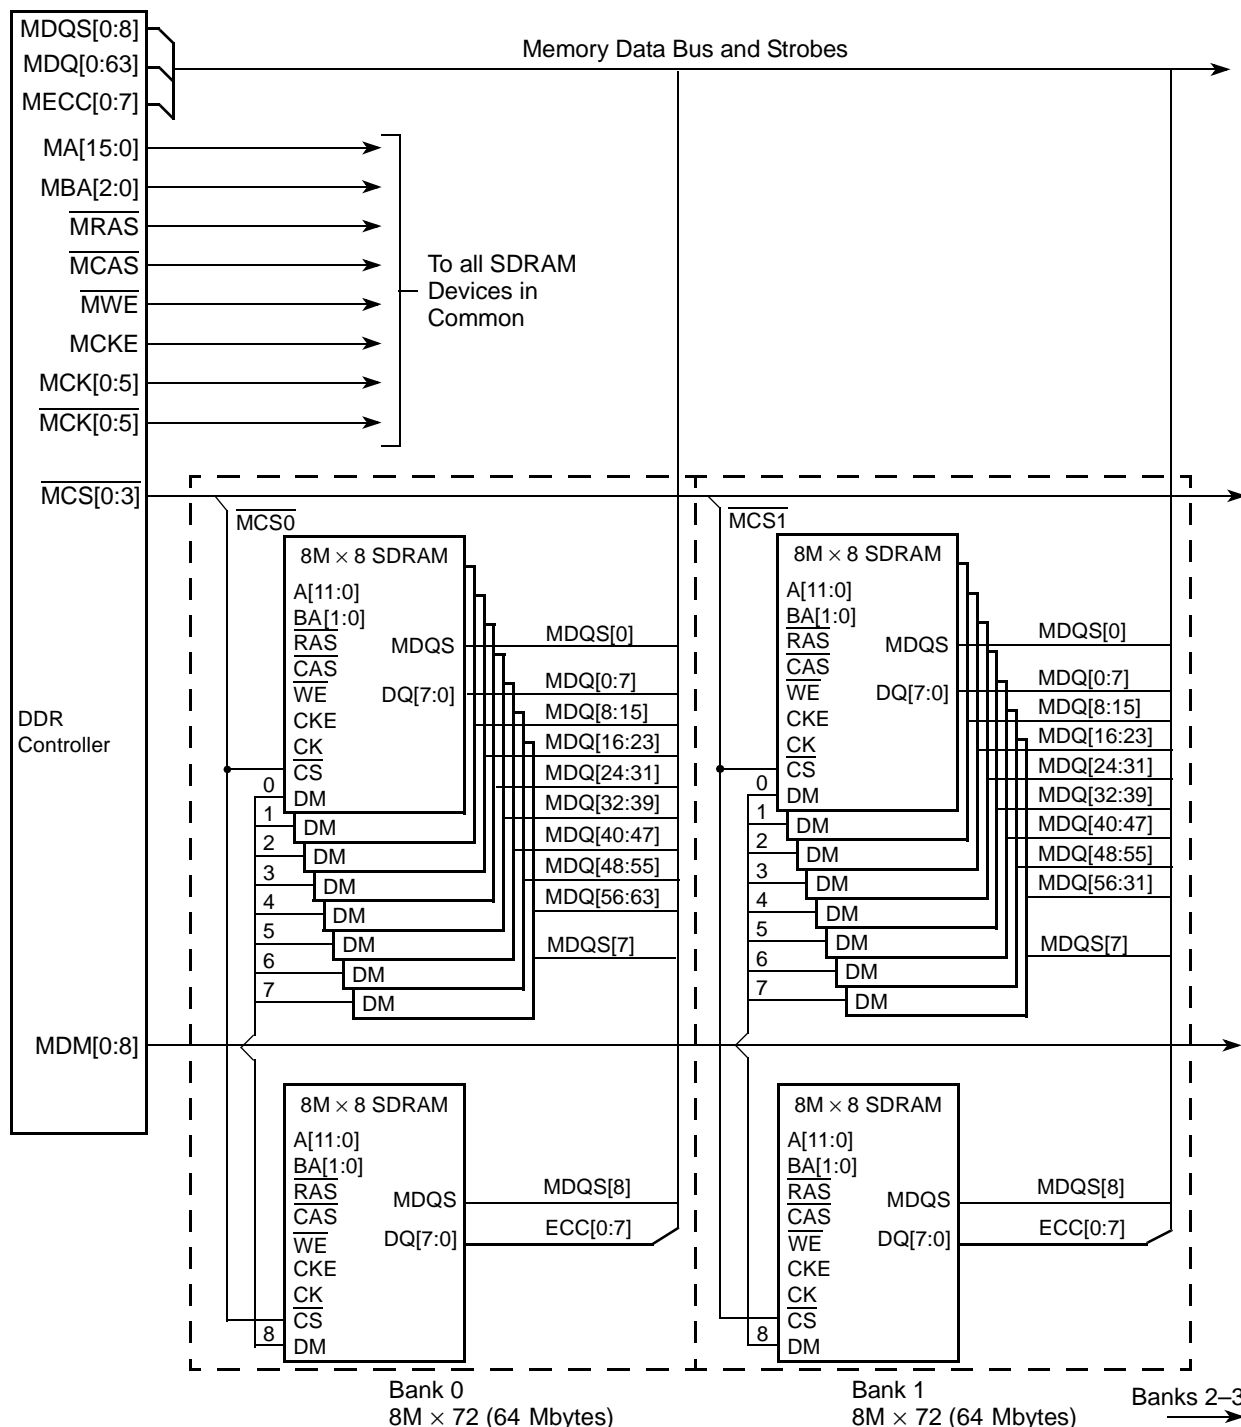 MDQS[0:8]
MDQ[0:63]
MECC[0:7]
Memory Data Bus and Strobes
MA[15:0]
MBA[2:0]
MRAS
MCAS
MWE
MCKE
MCK[0:5]
MCK[0:5]
To all SDRAM
Devices in
Common
MCS[0:3]
DDR
Controller
MDM[0:8]
MCS0
8M × 8 SDRAM
A[11:0]
BA[1:0]
RAS
CAS
WE
CKE
CK
CS
DM
MDQS
DQ[7:0]
0
1
2
3
4
5
6
7
DM
DM
DM
DM
DM
DM
DM
MDQS[0]
MDQ[0:7]
MDQ[8:15]
MDQ[16:23]
MDQ[24:31]
MDQ[32:39]
MDQ[40:47]
MDQ[48:55]
MDQ[56:63]
MDQS[7]
8M × 8 SDRAM
A[11:0]
BA[1:0]
RAS
CAS
WE
CKE
CK
CS
DM
8
MDQS
DQ[7:0]
MDQS[8]
ECC[0:7]
Bank 0
8M × 72 (64 Mbytes)
MCS1
8M × 8 SDRAM
A[11:0]
BA[1:0]
RAS
CAS
WE
CKE
CK
CS
DM
MDQS
DQ[7:0]
0
1
2
3
4
5
6
7
DM
DM
DM
DM
DM
DM
DM
MDQS[0]
MDQ[0:7]
MDQ[8:15]
MDQ[16:23]
MDQ[24:31]
MDQ[32:39]
MDQ[40:47]
MDQ[48:55]
MDQ[56:31]
MDQS[7]
8M × 8 SDRAM
A[11:0]
BA[1:0]
RAS
CAS
WE
CKE
CK
CS
DM
8
MDQS
DQ[7:0]
MDQS[8]
ECC[0:7]
Bank 1
8M × 72 (64 Mbytes)
Banks 2–3